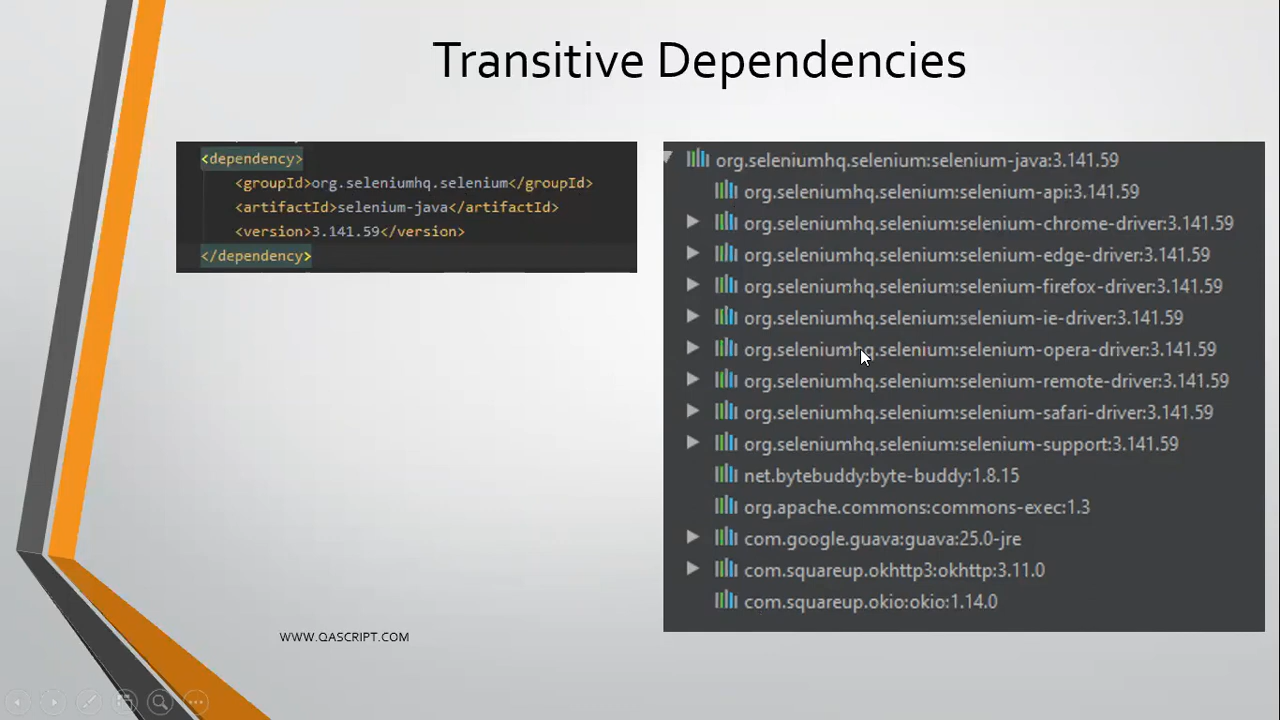 Transitive Dependencies
<dependency>
<groupId>org.seleniumhq.selenium</groupId>
<artifactId>selenium-java</artifactId>
<version>3.141.59</version>
</dependency>
org.seleniumhq.selenium:selenium-java:3.141.59
org.seleniumhq.selenium:selenium-api:3.141.59
org.seleniumhq.selenium:selenium-chrome-driver:3.141.59
org.seleniumhq.selenium:selenium-edge-driver:3.141.59
org.seleniumhq.selenium:selenium-firefox-driver:3.141.59
org.seleniumhq.selenium:selenium-ie-driver:3.141.59
org.seleniumhq.selenium:selenium-opera-driver:3.141.59
org.seleniumhq.selenium:selenium-remote-driver:3.141.59
org.seleniumhq.selenium:selenium-safari-driver:3.141.59
org.seleniumhq.selenium:selenium-support:3.141.59
net.bytebuddy:byte-buddy:1.8.15
org.apache.commons:commons-exec:1.3
com.google.guava:guava:25.0-jre
com.squareup.okhttp3:okhttp:3.11.0
com.squareup.okio:okio:1.14.0
WWW.QASCRIPT.COM